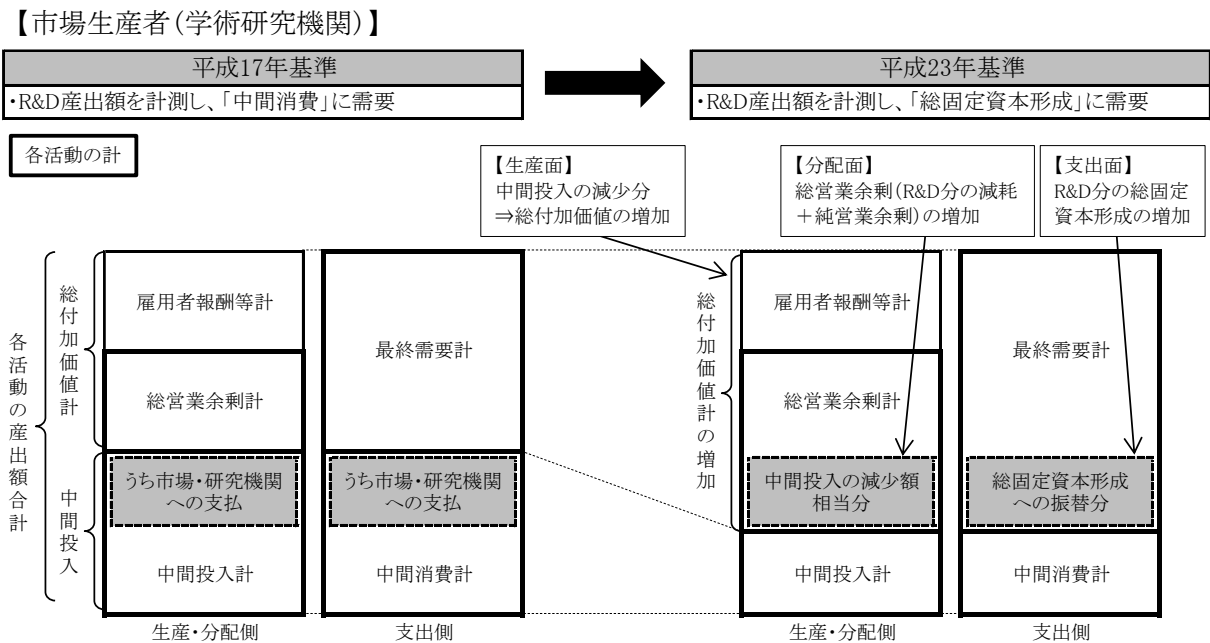 【市場生産者(学術研究機関)】
平成17年基準
・R&D産出額を計測し、「中間消費」に需要
平成23年基準
・R&D産出額を計測し、「総固定資本形成」に需要
各活動の計
【生産面】
中間投入の減少分
⇒総付加価値の増加
【分配面】
総営業余剰(R&D分の減耗
+純営業余剰)の増加
【支出面】
R&D分の総固定
資本形成の増加
各活動の産出額合計
総付加価値計
中間投入
雇用者報酬等計
総営業余剰計
うち市場・研究機関
への支払
中間投入計
生産・分配側
最終需要計
うち市場・研究機関
への支払
中間消費計
支出側
総付加価値計の増加
雇用者報酬等計
総営業余剰計
中間投入の減少額
相当分
中間投入計
生産・分配側
最終需要計
総固定資本形成
への振替分
中間消費計
支出側